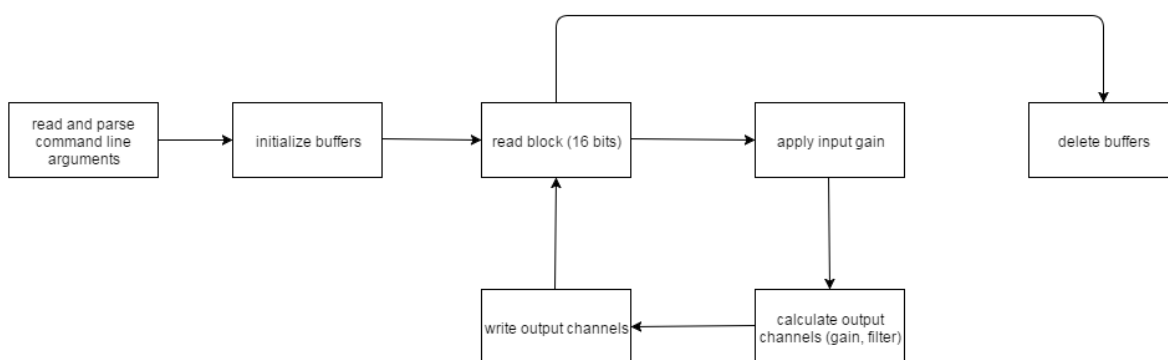 read and parse
command line
arguments
initialize buffers
read block (16 bits)
apply input gain
delete buffers
write output channels
calculate output
channels (gain, filter)